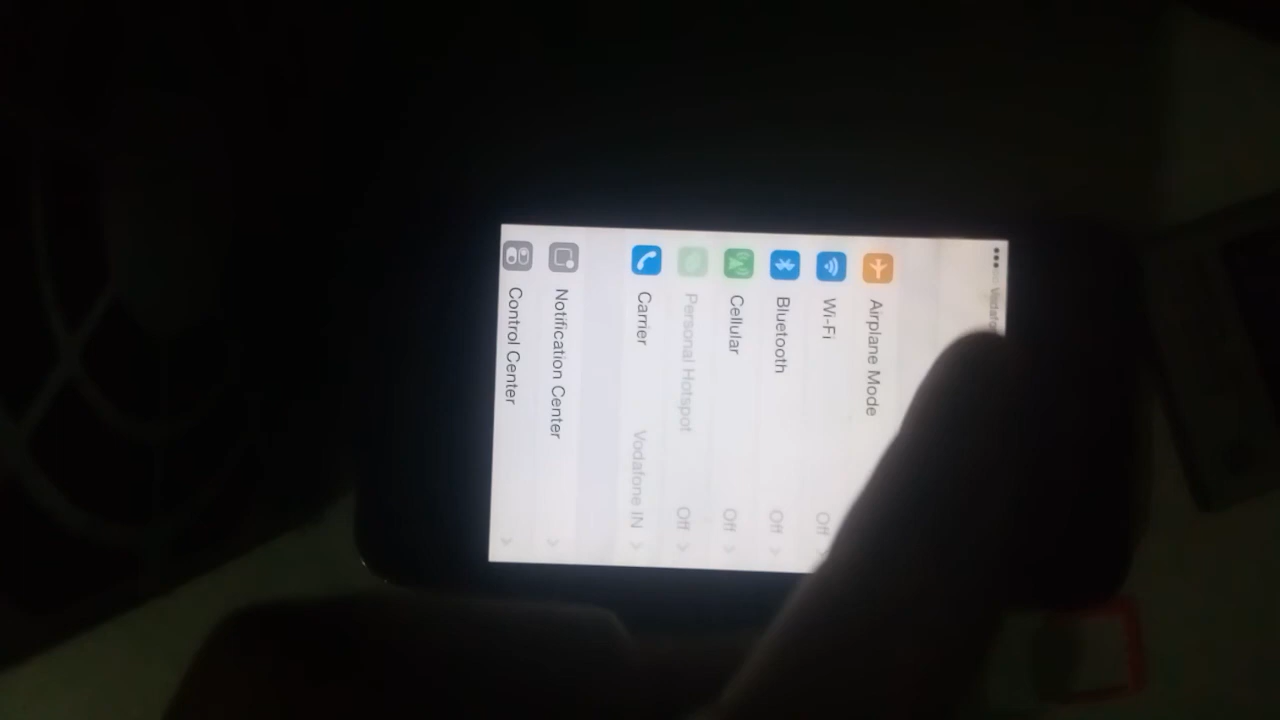 Airplane Mode
Wi-Fi Off
Bluetooth Off
Cellular Off
Personal Hotspot Off
Carrier Vodafone IN
Notification Center
Control Center